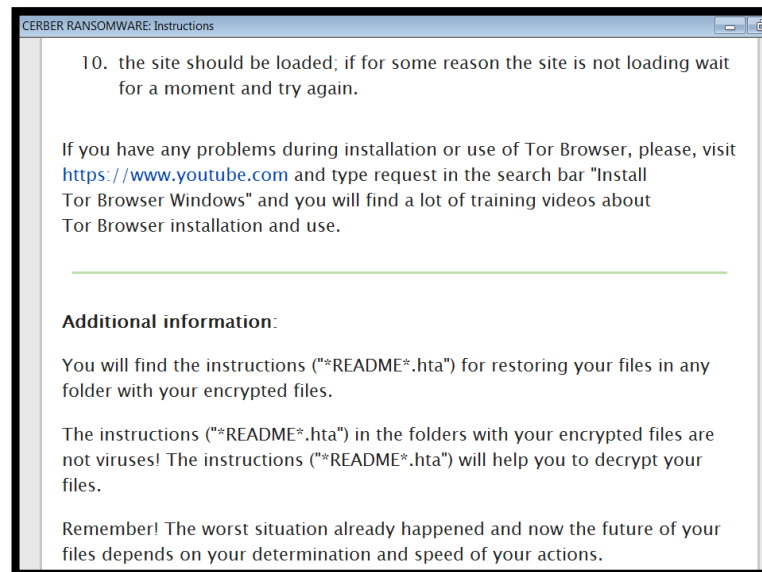 CERBER RANSOMWARE: Instructions
10. the site should be loaded; if for some reason the site is not loading wait
for a moment and try again.
If you have any problems during installation or use of Tor Browser, please, visit
https://www.youtube.com and type request in the search bar "Install
Tor Browser Windows" and you will find a lot of training videos about
Tor Browser installation and use.
Additional information:
You will find the instructions ("*README*.hta") for restoring your files in any
folder with your encrypted files.
The instructions ("*README*.hta") in the folders with your encrypted files are
not viruses! The instructions ("*README*.hta") will help you to decrypt your
files.
Remember! The worst situation already happened and now the future of your
files depends on your determination and speed of your actions.